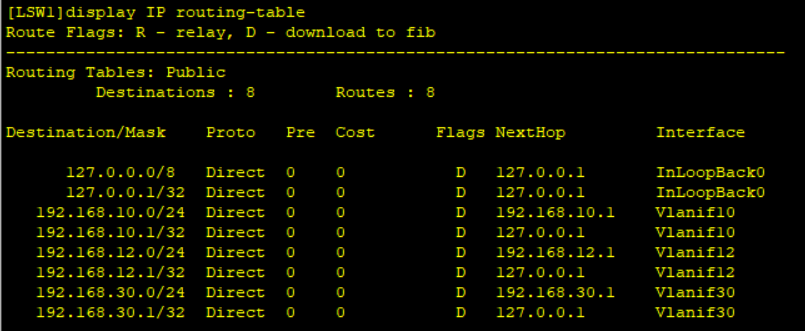 [LSW1]display IP routing-table
Route Flags: R - relay, D - download to fib
------------------------------------------------------------------------------
Routing Tables: Public
         Destinations : 8        Routes : 8

Destination/Mask    Proto   Pre  Cost      Flags NextHop         Interface

      127.0.0.0/8   Direct  0    0           D   127.0.0.1       InLoopBack0
      127.0.0.1/32  Direct  0    0           D   127.0.0.1       InLoopBack0
   192.168.10.0/24  Direct  0    0           D   192.168.10.1    Vlanif10
   192.168.10.1/32  Direct  0    0           D   127.0.0.1       Vlanif10
   192.168.12.0/24  Direct  0    0           D   192.168.12.1    Vlanif12
   192.168.12.1/32  Direct  0    0           D   127.0.0.1       Vlanif12
   192.168.30.0/24  Direct  0    0           D   192.168.30.1    Vlanif30
   192.168.30.1/32  Direct  0    0           D   127.0.0.1       Vlanif30